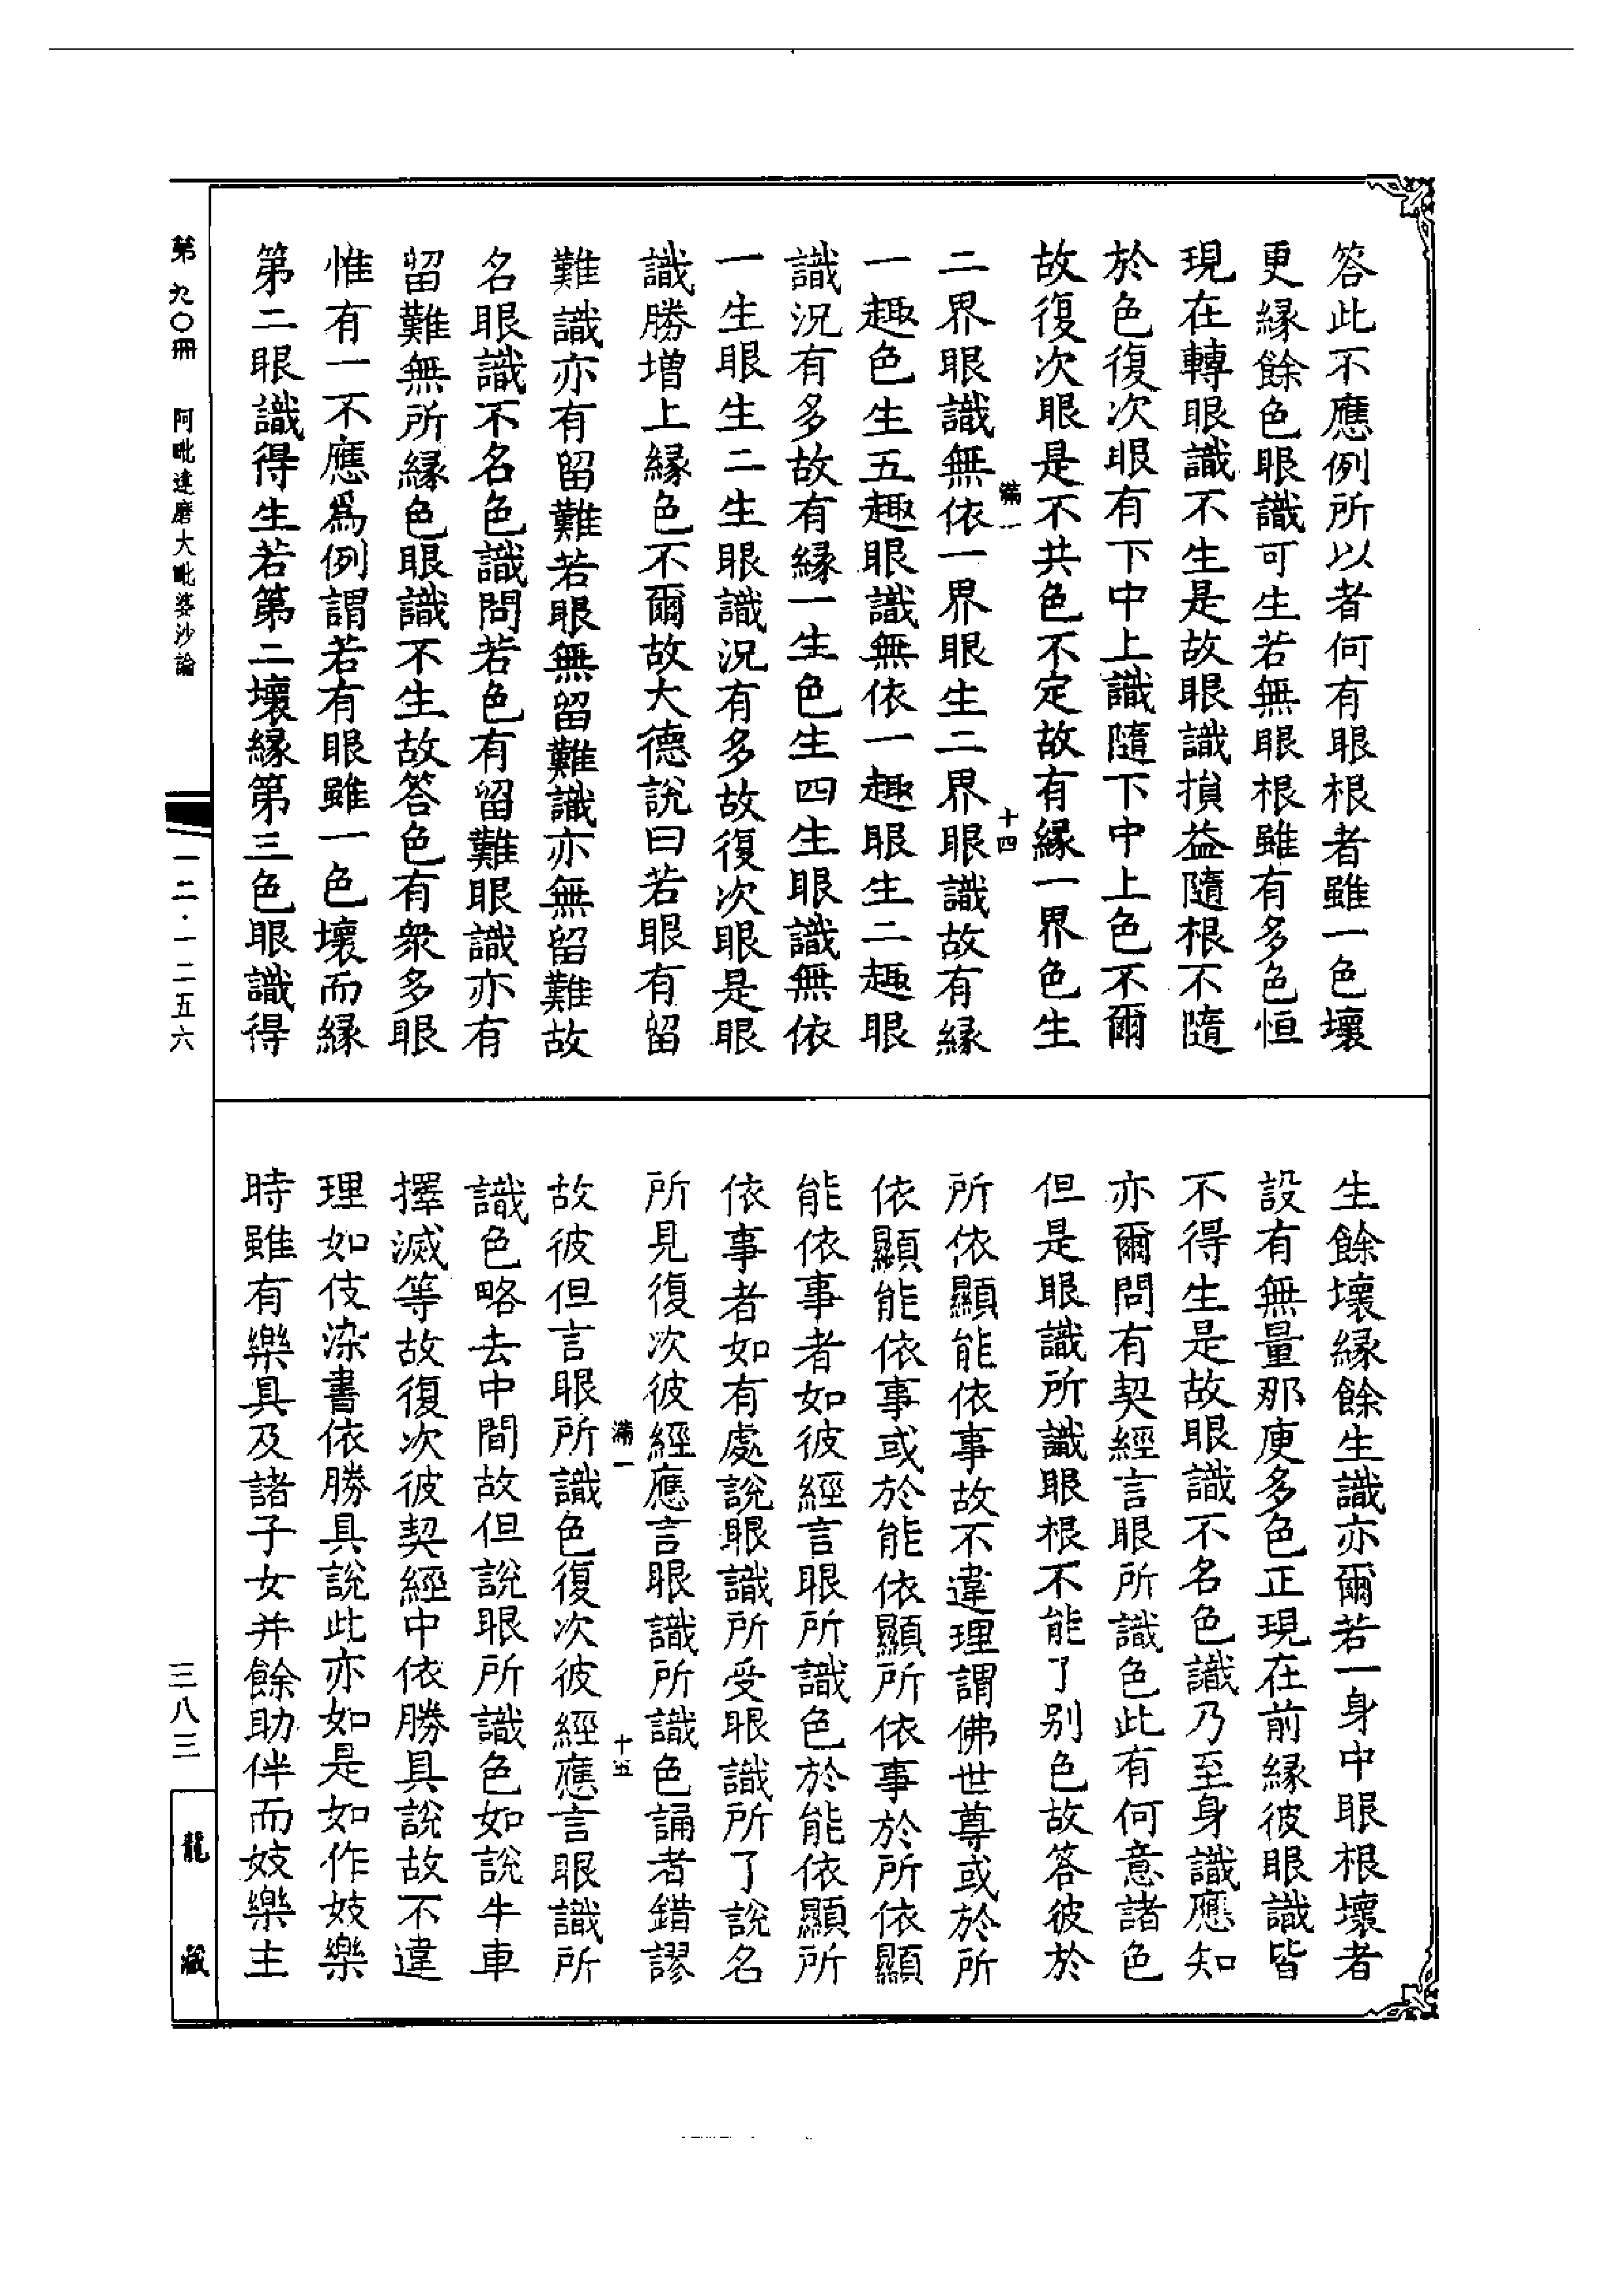 答此不應例所以者何有眼根者雖一色壞
更緣餘色眼識可生若無眼根雖有多色恒
現在轉眼識不生是故眼識損益隨根不隨
於色復次眼有下中上識隨下中上色不爾
故復次眼是不共色不定故有緣一界色生
滿一
十四
二界眼識無依一界眼生二界眼識故有緣
一趣色生五趣眼識無依一趣眼生二趣眼
識況有多故有緣一生色生四生眼識無依
一生眼生二生眼識況有多故復次眼是眼
識勝增上緣色不爾故大德說曰若眼有留
難識亦有留難若眼無留難識亦無留難故
名眼識不名色識問若色有留難眼識亦有
留難無所緣色眼識不生故答色有衆多眼
惟有一不應爲例謂若有眼雖一色壞而緣
第二眼識得生若第二壞緣第三色眼識得
生餘壞緣餘生識亦爾若一身中眼根壞者
設有無量那庾多色正現在前緣彼眼識皆
不得生是故眼識不名色識乃至身識應知
亦爾問有契經言眼所識色此有何意諸色
但是眼識所識眼根不能了別色故答彼於
所依顯能依事故不違理謂佛世尊或於所
依顯能依事或於能依顯所依事於所依顯
能依事者如彼經言眼所識色於能依顯所
依事者如有處說眼識所受眼識所了說名
所見復次彼經應言眼識所識色誦者錯謬
滿一
十五
故彼但言眼所識色復次彼經應言眼識所
識色略去中間故但說眼所識色如說牛車
擇滅等故復次彼契經中依勝具說故不違
理如伎染書依勝具說此亦如是如作妓樂
時雖有樂具及諸子女并餘助伴而妓樂主
第九〇冊 阿毗達磨大毗婆沙論
一二·一二五六
三八三
龍藏